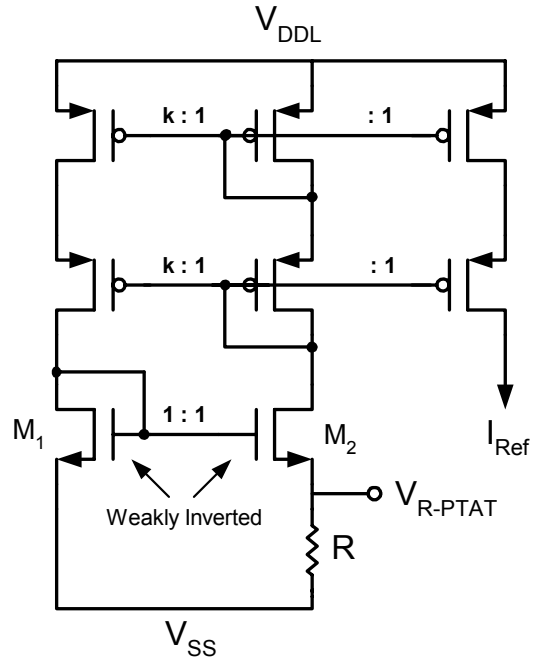 V_DDL
k : 1 : 1
k : 1 : 1
M_1 1 : 1 M_2
Weakly Inverted
I_Ref
V_R-PTAT
R
V_SS